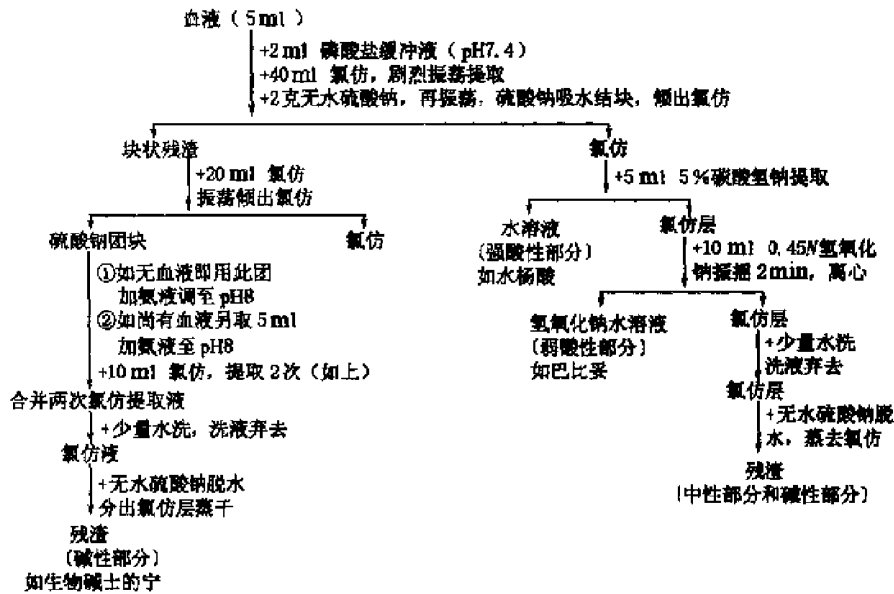 血液（5ml）
+2ml 磷酸盐缓冲液（pH7.4）
+40ml 氯仿，剧烈振荡提取
+2克无水硫酸钠，再振荡，硫酸钠吸水结块，倾出氯仿
块状残渣
氯仿
+20ml 氯仿
振荡倾出氯仿
+5ml 5%碳酸氢钠提取
硫酸钠团块
氯仿
水溶液
(强酸性部分)
如水杨酸
氯仿层
+10ml 0.45N氢氧化
钠振摇2min，离心
①如无血液即用此团
加氨液调至pH8
②如尚有血液另取5ml
加氨液至pH8
+10ml 氯仿，提取2次（如上）
氢氧化钠水溶液
(弱酸性部分)
如巴比妥
氯仿层
+少量水洗
洗液弃去
氯仿层
+无水硫酸钠脱
水，蒸去氯仿
残渣
(中性部分和碱性部分)
合并两次氯仿提取液
+少量水洗，洗液弃去
氯仿液
+无水硫酸钠脱水
分出氯仿层蒸干
残渣
(碱性部分)
如生物碱士的宁